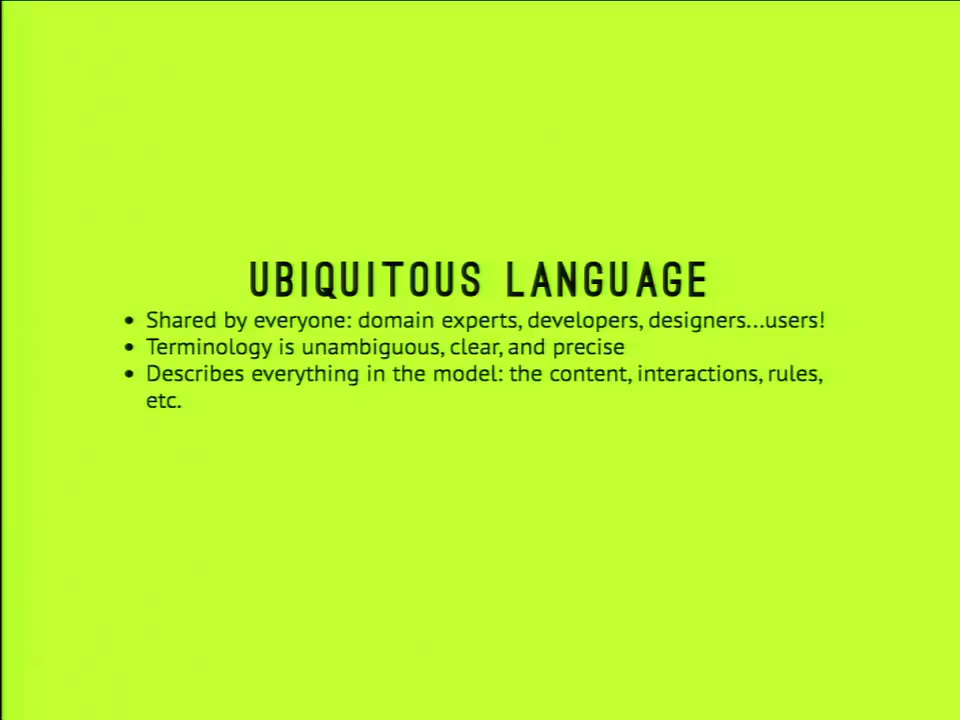 UBIQUITOUS LANGUAGE
• Shared by everyone: domain experts, developers, designers...users!
• Terminology is unambiguous, clear, and precise
• Describes everything in the model: the content, interactions, rules,
etc.